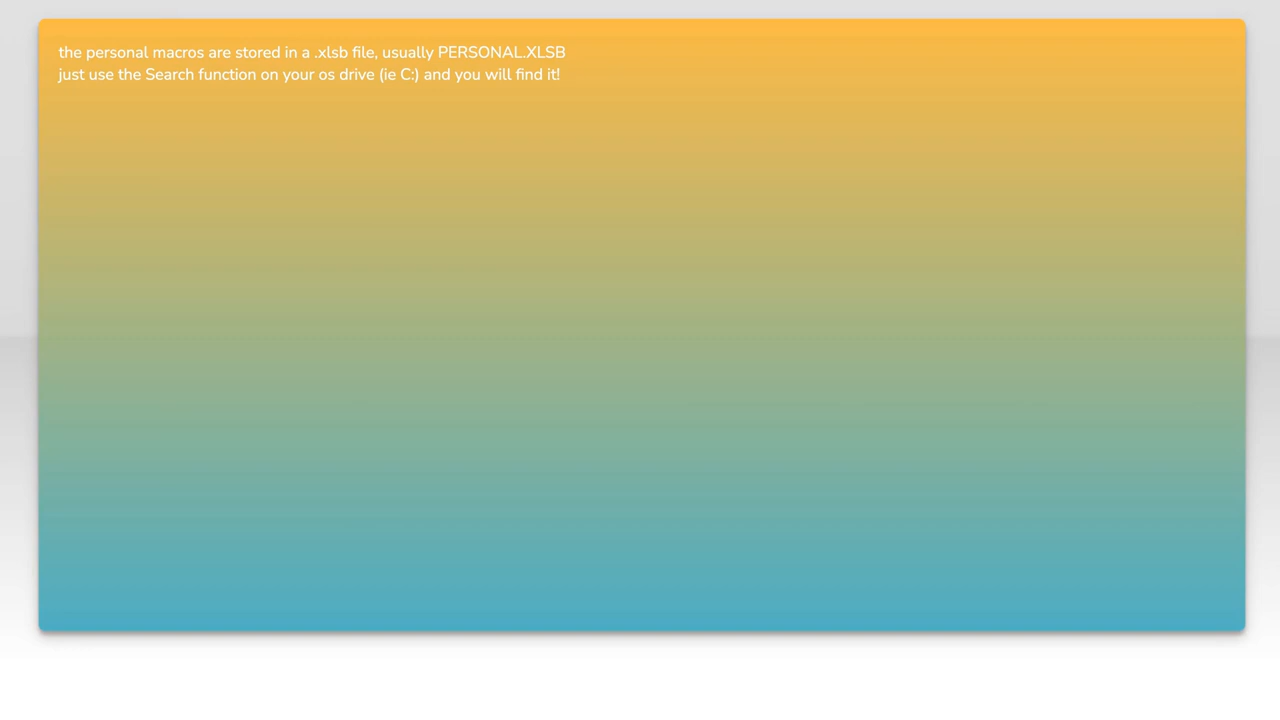 the personal macros are stored in a .xlsb file, usually PERSONAL.XLSB
just use the Search function on your os drive (ie C:) and you will find it!